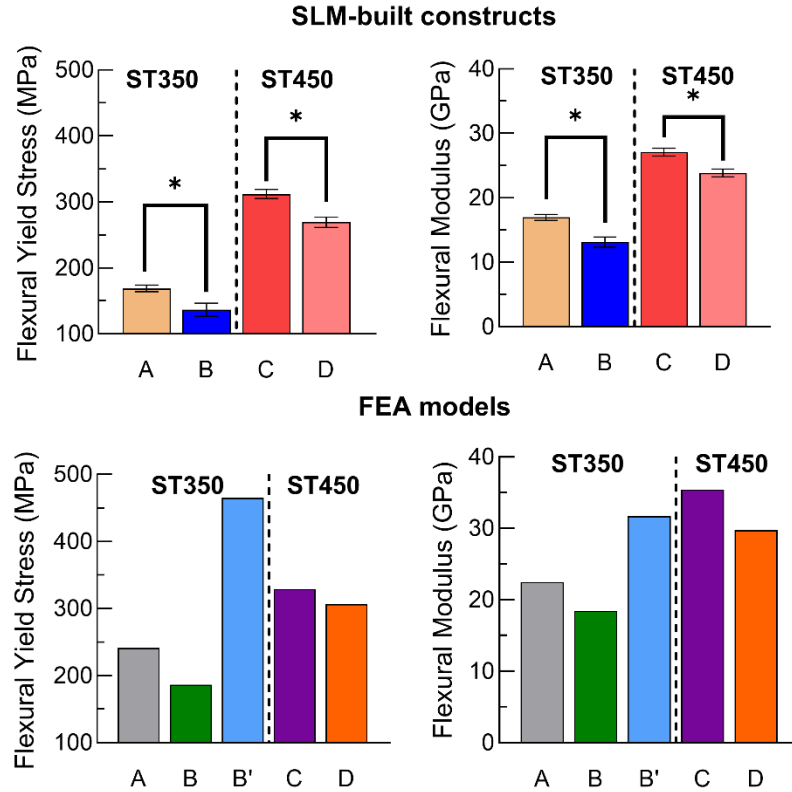 SLM-built constructs
Flexural Yield Stress (MPa)
500
400
300
200
100
ST350
ST450
*
*
A
B
C
D
Flexural Modulus (GPa)
40
30
20
10
0
ST350
ST450
*
*
A
B
C
D
FEA models
Flexural Yield Stress (MPa)
500
400
300
200
100
ST350
ST450
A
B
B'
C
D
Flexural Modulus (GPa)
40
30
20
10
0
ST350
ST450
A
B
B'
C
D